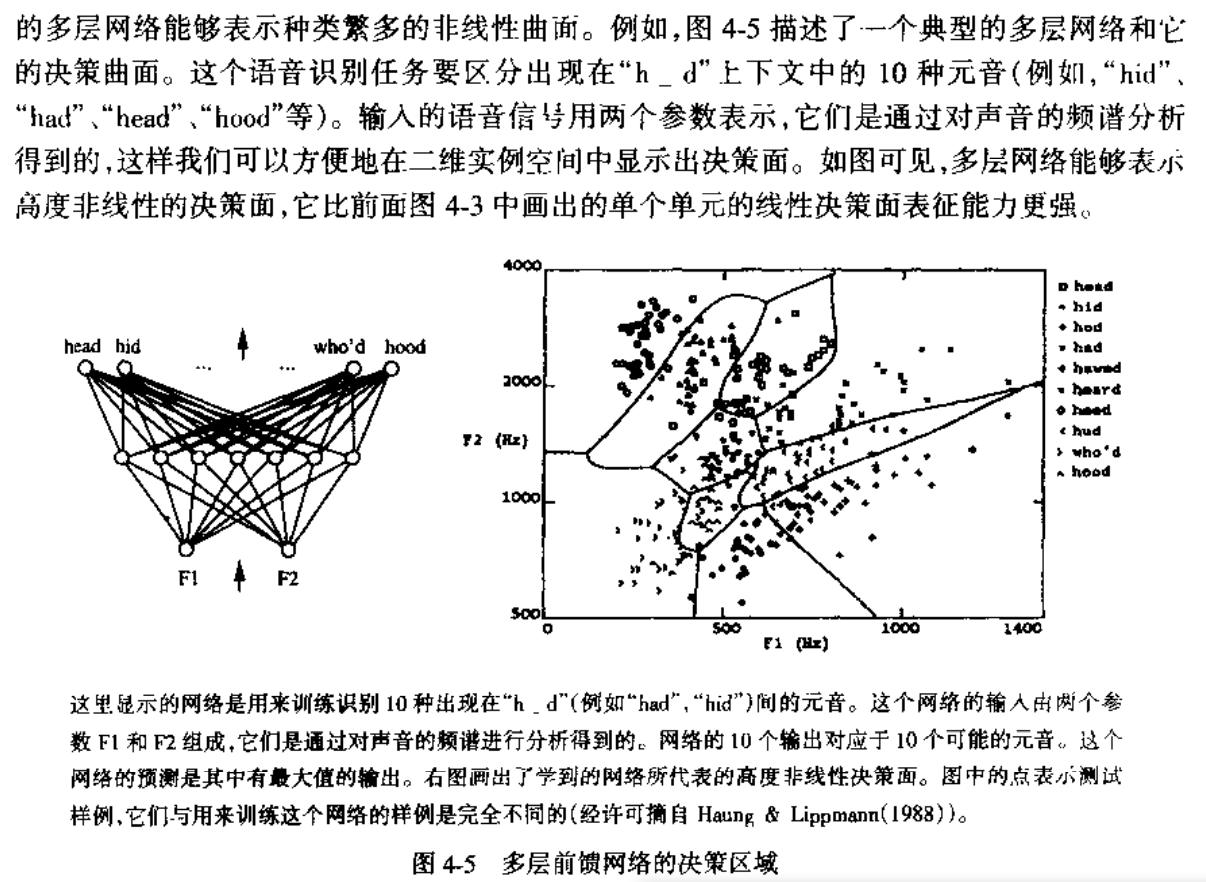 的多层网络能够表示种类繁多的非线性曲面。例如,图 4-5 描述了一个典型的多层网络和它
的决策曲面。这个语音识别任务要区分出现在“h _ d”上下文中的 10 种元音(例如,“hid”、
“had”、“head”、“hood”等)。输入的语音信号用两个参数表示,它们是通过对声音的频谱分析
得到的,这样我们可以方便地在二维实例空间中显示出决策面。如图可见,多层网络能够表示
高度非线性的决策面,它比前面图 4-3 中画出的单个单元的线性决策面表征能力更强。
head hid ... ... who'd hood
F1 F2
4000
2000
F2 (Hz)
1000
500
0 500 1000 1400
F1 (Hz)
head
hid
hod
had
hawed
heard
heed
hud
who'd
hood
这里显示的网络是用来训练识别 10 种出现在“h _ d”(例如“had”,“hid”)间的元音。这个网络的输入由两个参
数 F1 和 F2 组成,它们是通过对声音的频谱进行分析得到的。网络的 10 个输出对应于 10 个可能的元音。这个
网络的预测是其中有最大值的输出。右图画出了学到的网络所代表的高度非线性决策面。图中的点表示测试
样例,它们与用来训练这个网络的样例是完全不同的(经许可摘自 Haung & Lippmann(1988))。
图 4-5 多层前馈网络的决策区域